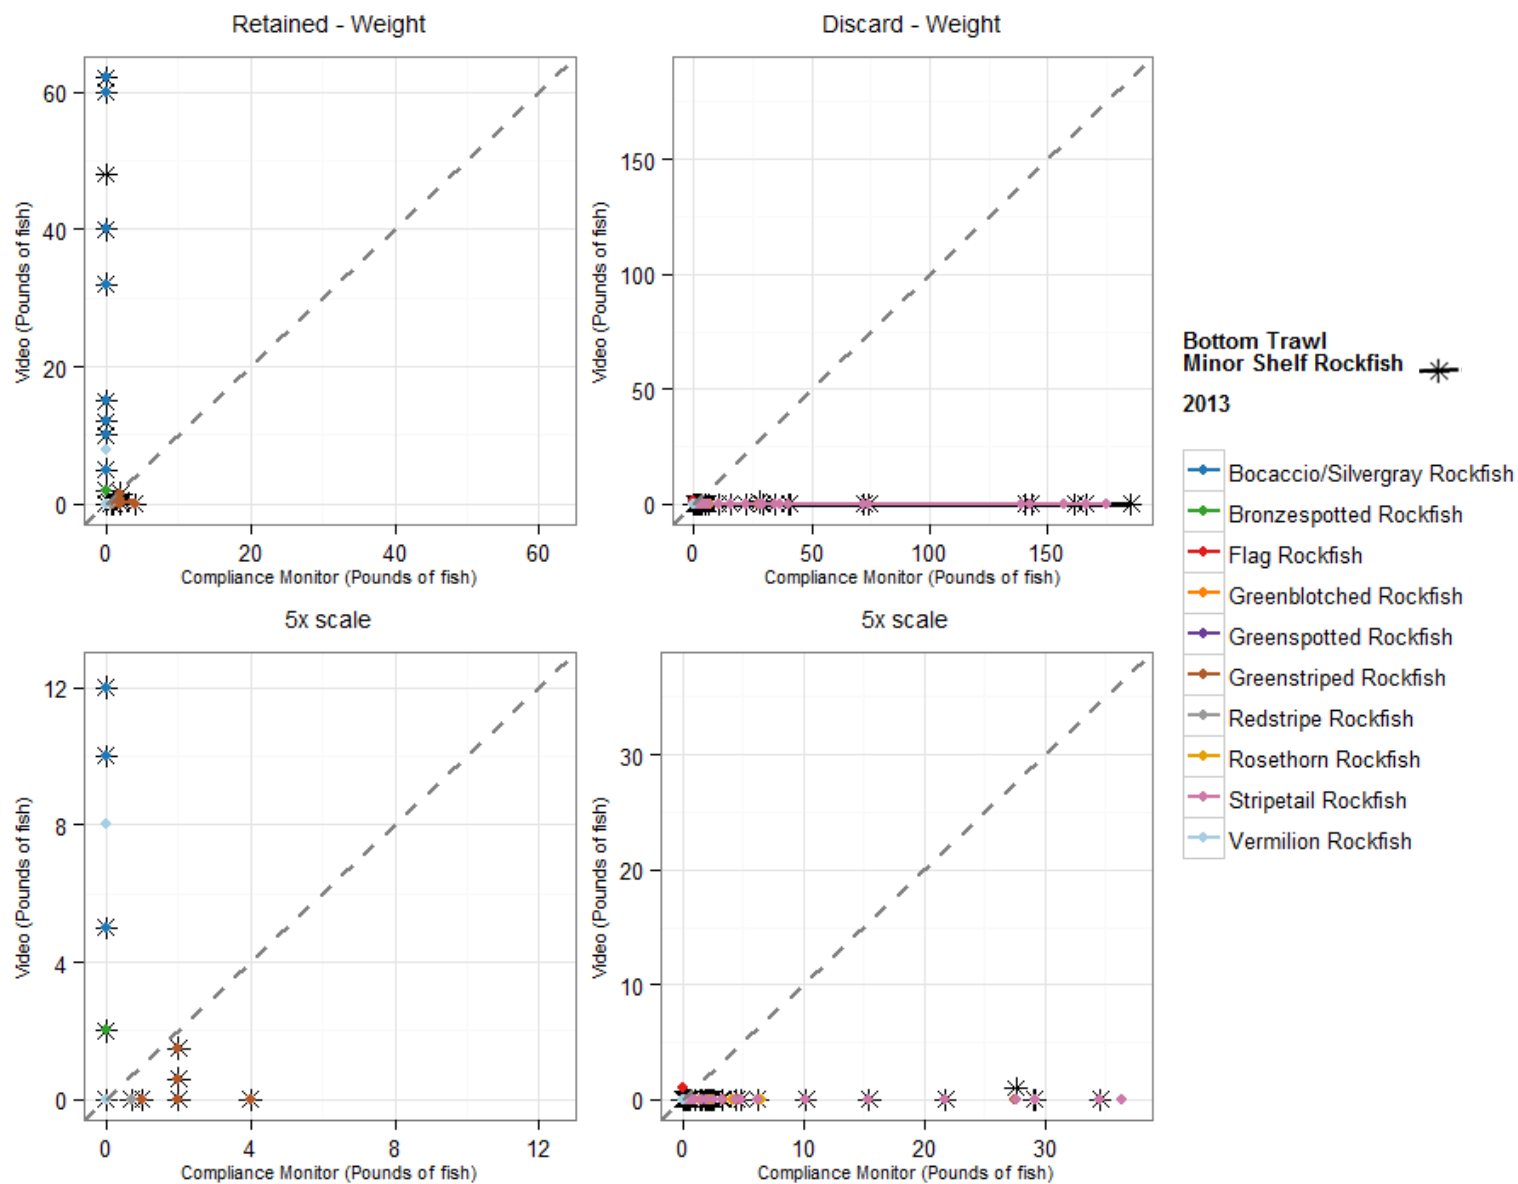 Retained - Weight
Discard - Weight
Video (Pounds of fish)
60
40
20
0
0 20 40 60
Compliance Monitor (Pounds of fish)
Video (Pounds of fish)
150
100
50
0
0 50 100 150
Compliance Monitor (Pounds of fish)
5x scale
5x scale
Video (Pounds of fish)
12
8
4
0
0 4 8 12
Compliance Monitor (Pounds of fish)
Video (Pounds of fish)
30
20
10
0
0 10 20 30
Compliance Monitor (Pounds of fish)
Bottom Trawl
Minor Shelf Rockfish
2013
Bocaccio/Silvergray Rockfish
Bronzespotted Rockfish
Flag Rockfish
Greenblotched Rockfish
Greenspotted Rockfish
Greenstriped Rockfish
Redstripe Rockfish
Rosethorn Rockfish
Stripetail Rockfish
Vermilion Rockfish